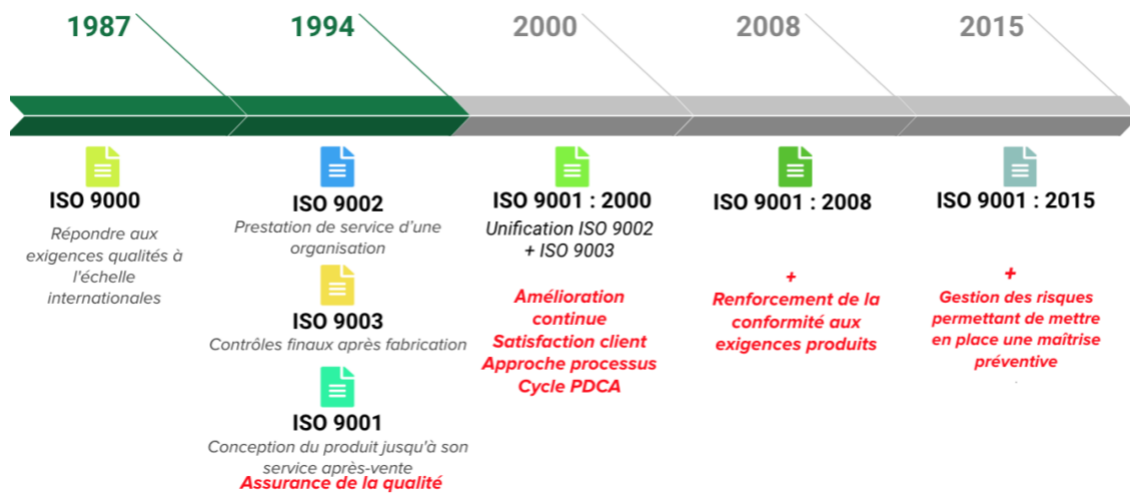 1987
1994
2000
2008
2015
ISO 9000
Répondre aux
exigences qualités à
l'échelle
internationales
ISO 9002
Prestation de service d'une
organisation
ISO 9003
Contrôles finaux après fabrication
ISO 9001
Conception du produit jusqu'à son
service après-vente
Assurance de la qualité
ISO 9001 : 2000
Unification ISO 9002
+ ISO 9003
Amélioration
continue
Satisfaction client
Approche processus
Cycle PDCA
ISO 9001 : 2008
+
Renforcement de la
conformité aux
exigences produits
ISO 9001 : 2015
+
Gestion des risques
permettant de mettre
en place une maîtrise
préventive